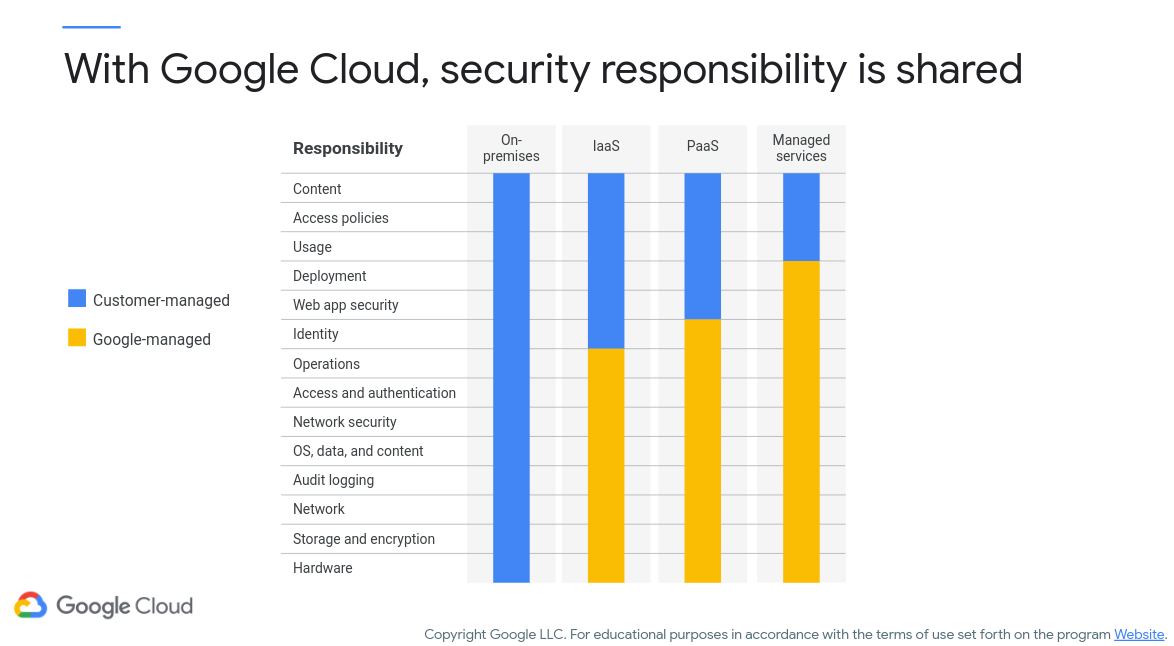 With Google Cloud, security responsibility is shared
Responsibility
On-
premises
IaaS
PaaS
Managed
services
Content
Access policies
Usage
Deployment
Web app security
Identity
Operations
Access and authentication
Network security
OS, data, and content
Audit logging
Network
Storage and encryption
Hardware
Customer-managed
Google-managed
Google Cloud
Copyright Google LLC. For educational purposes in accordance with the terms of use set forth on the program Website.